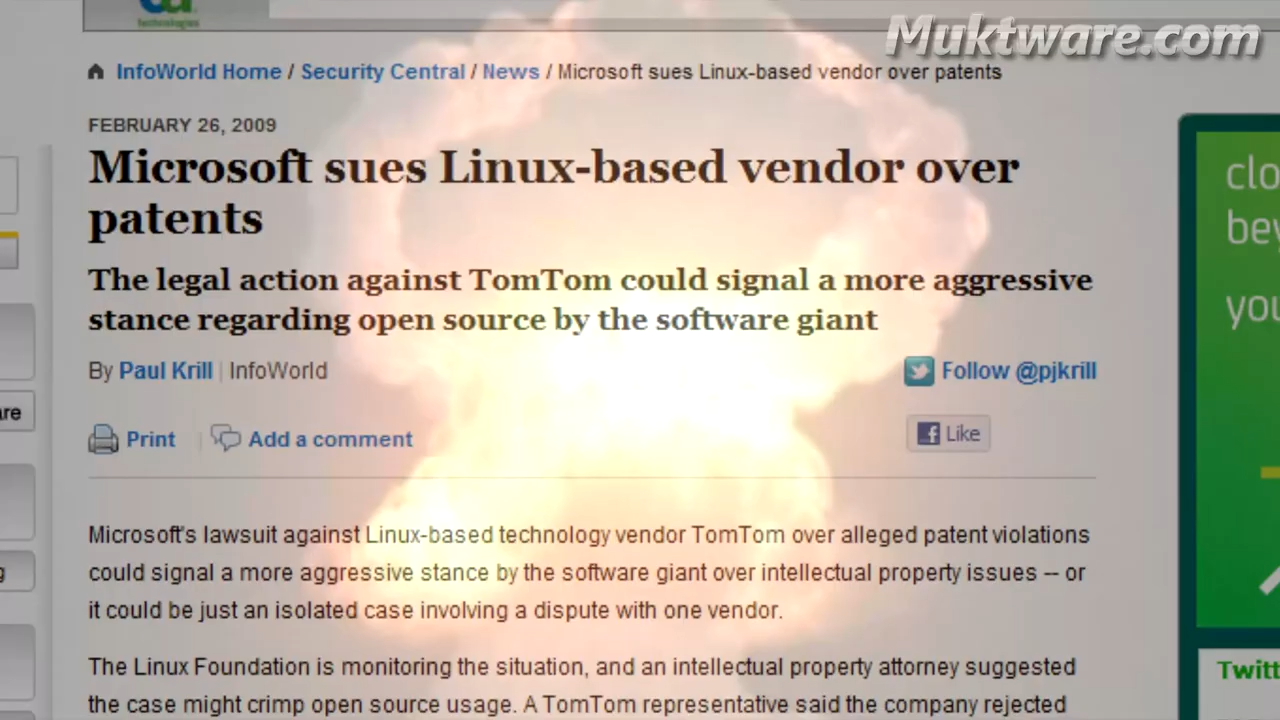 technologies
Muktware.com
InfoWorld Home / Security Central / News / Microsoft sues Linux-based vendor over patents
FEBRUARY 26, 2009
Microsoft sues Linux-based vendor over
patents
The legal action against TomTom could signal a more aggressive
stance regarding open source by the software giant
By Paul Krill | InfoWorld
Follow @pjkrill
Print
Add a comment
Like
Microsoft's lawsuit against Linux-based technology vendor TomTom over alleged patent violations
could signal a more aggressive stance by the software giant over intellectual property issues -- or
it could be just an isolated case involving a dispute with one vendor.
The Linux Foundation is monitoring the situation, and an intellectual property attorney suggested
the case might crimp open source usage. A TomTom representative said the company rejected